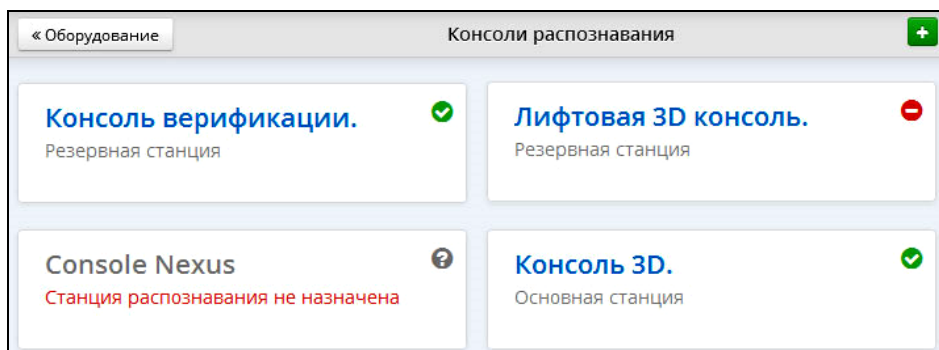 « Оборудование
Консоли распознавания
Консоль верификации.
Резервная станция
Лифтовая 3D консоль.
Резервная станция
Console Nexus
Станция распознавания не назначена
Консоль 3D.
Основная станция